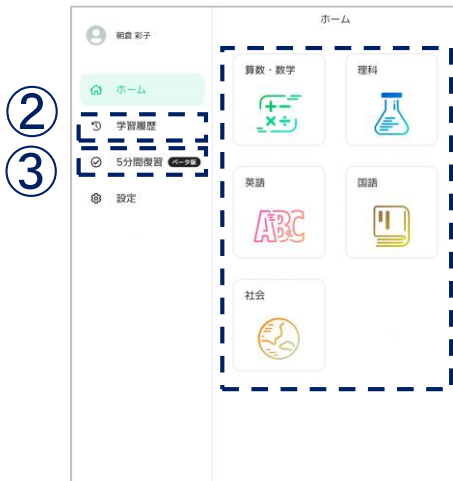 ホーム
朝倉 彩子
ホーム
② 学習履歴
③ 5分間復習 ベータ版
設定
算数・数学
理科
英語
ABC
国語
社会